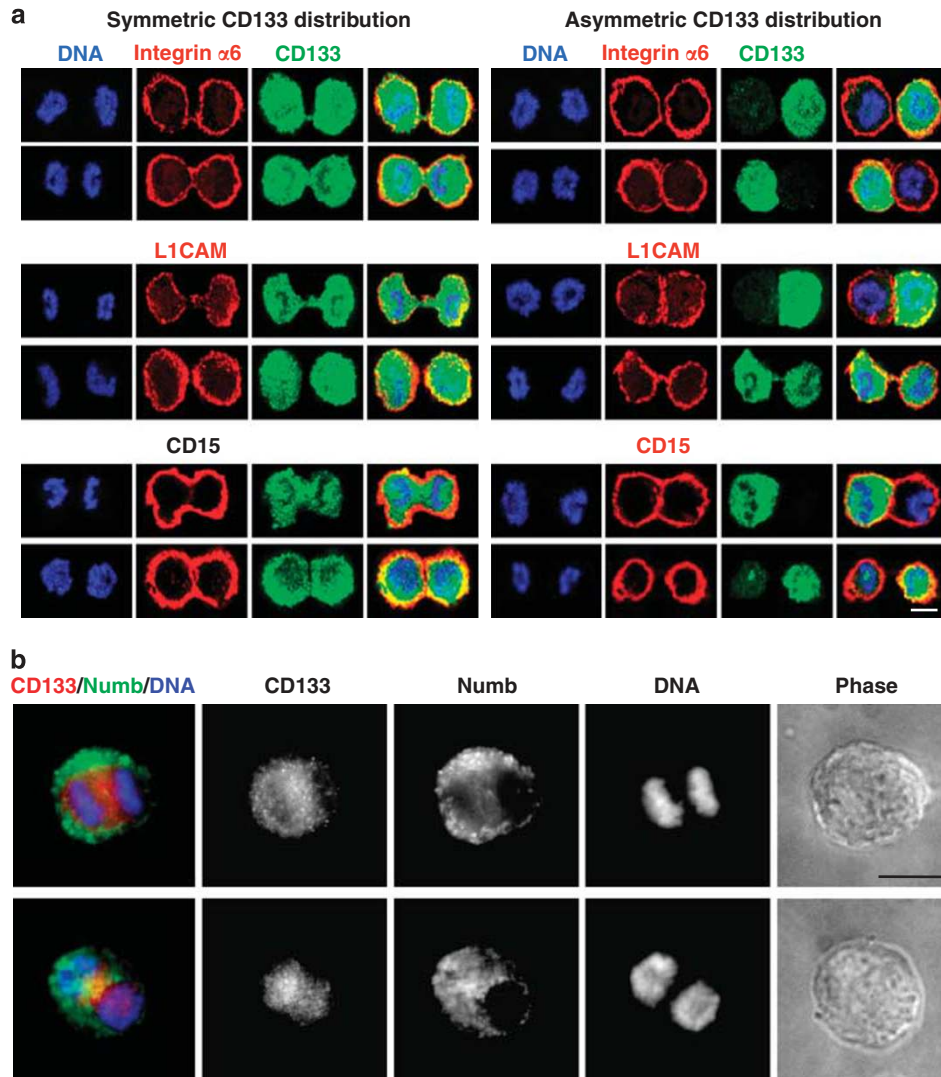 a
Symmetric CD133 distribution
Asymmetric CD133 distribution
DNA Integrin α6 CD133
DNA Integrin α6 CD133
L1CAM
L1CAM
CD15
CD15
b
CD133/Numb/DNA CD133 Numb DNA Phase